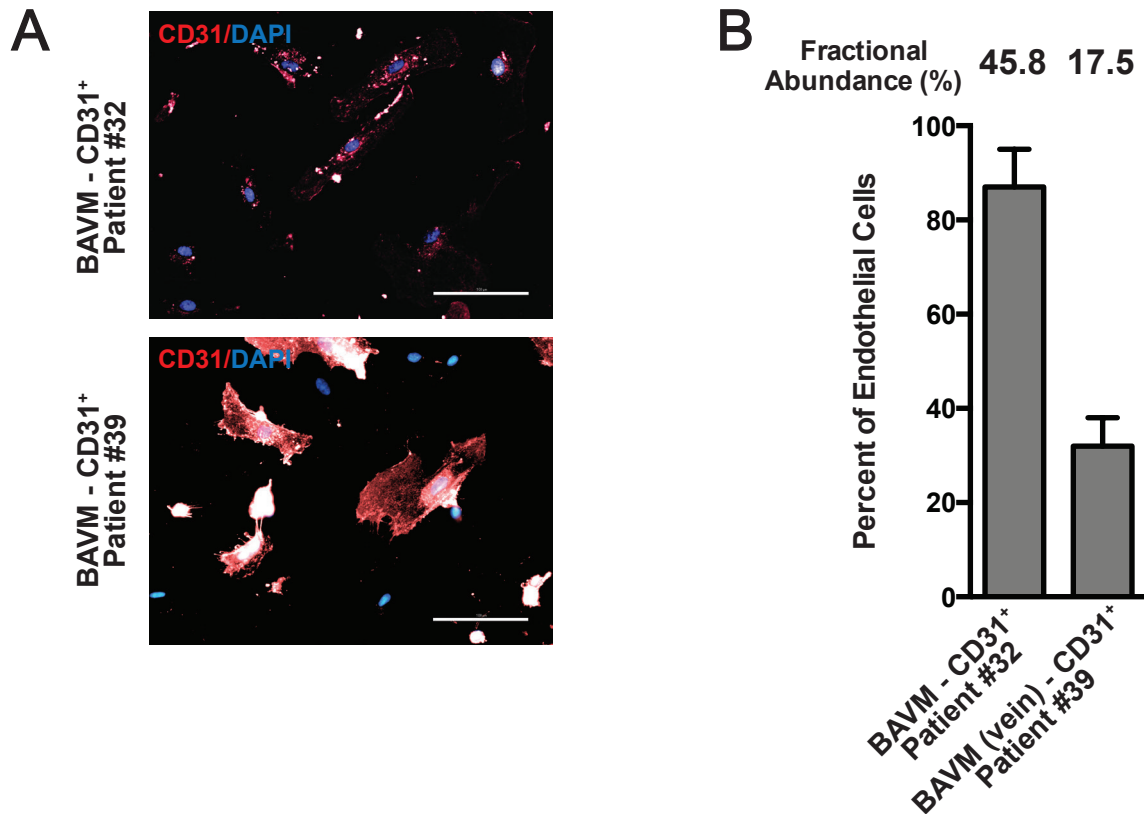 A
BAVM - CD31⁺
Patient #32
CD31/DAPI
BAVM - CD31⁺
Patient #39
CD31/DAPI
B
Fractional
Abundance (%)
45.8 17.5
Percent of Endothelial Cells
100
80
60
40
20
0
BAVM - CD31⁺
Patient #32
BAVM (vein) - CD31⁺
Patient #39